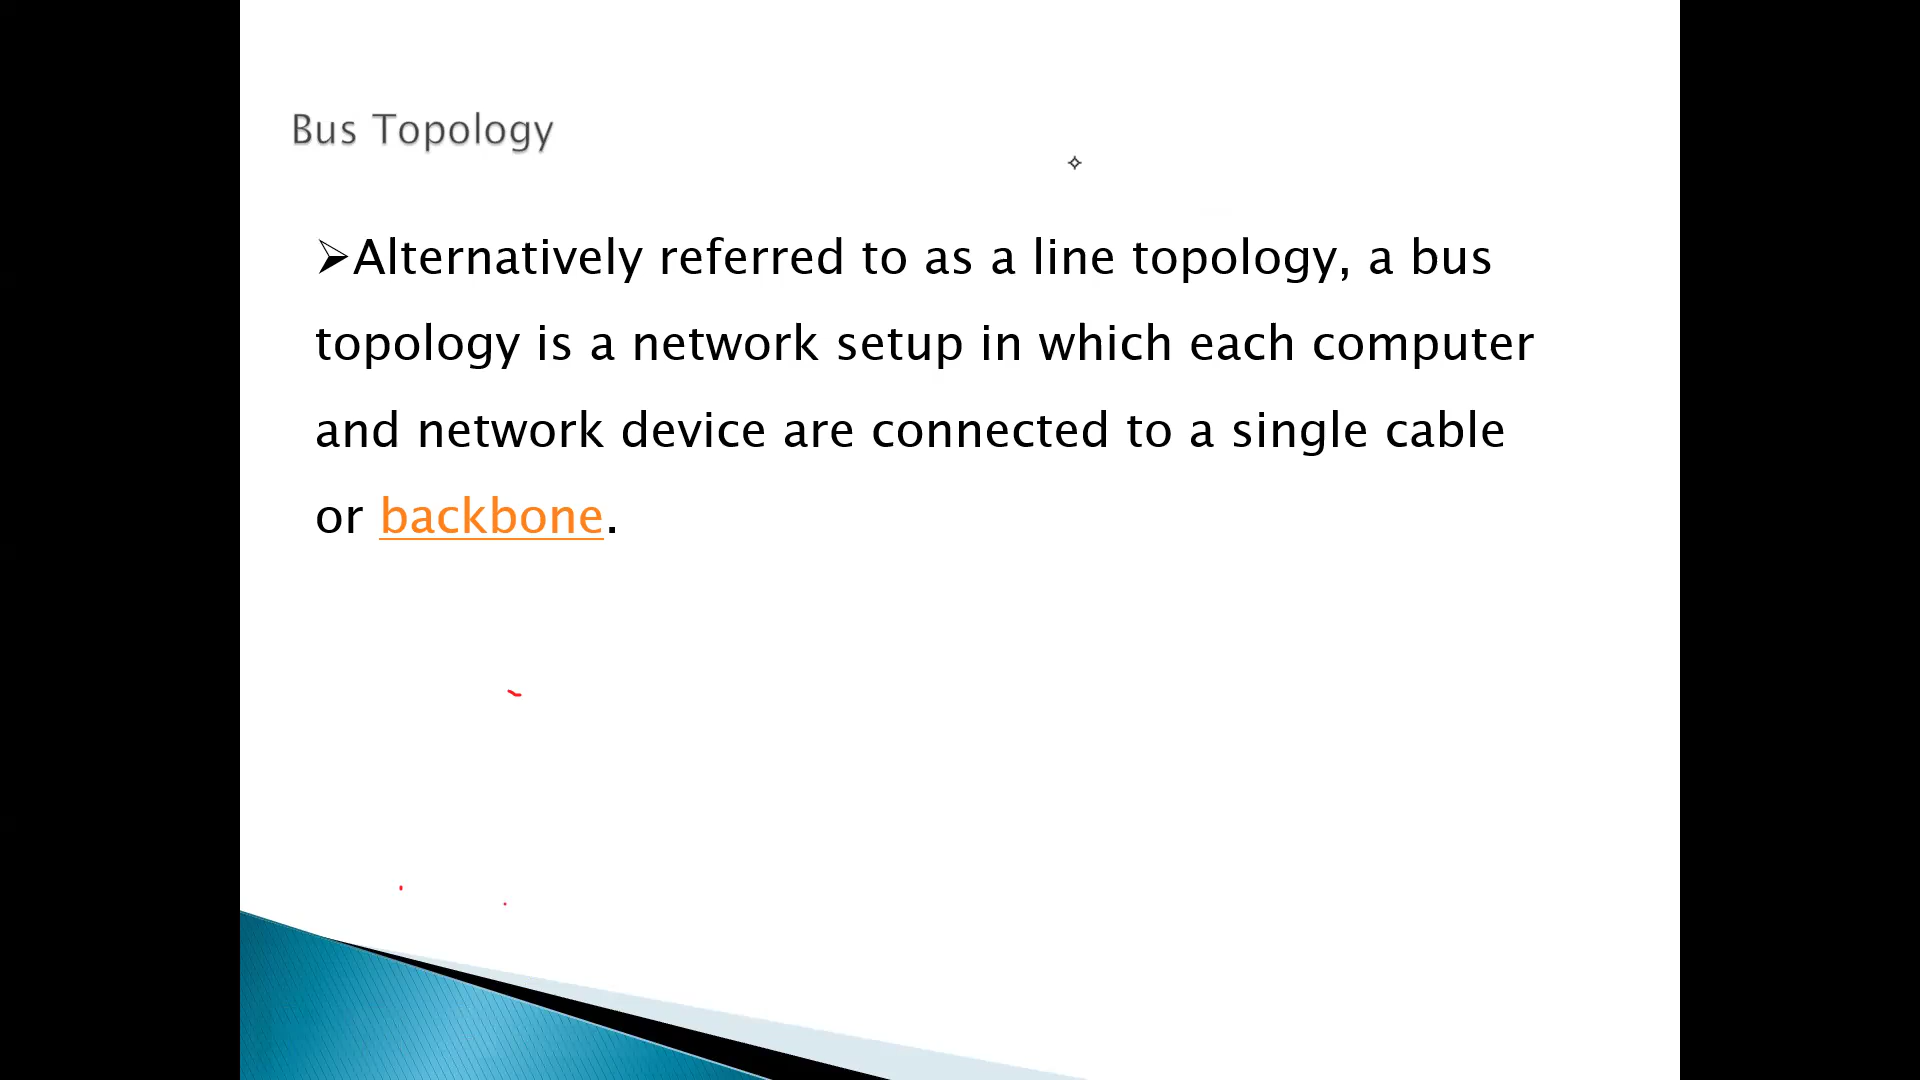 Bus Topology
➢Alternatively referred to as a line topology, a bus
topology is a network setup in which each computer
and network device are connected to a single cable
or backbone.